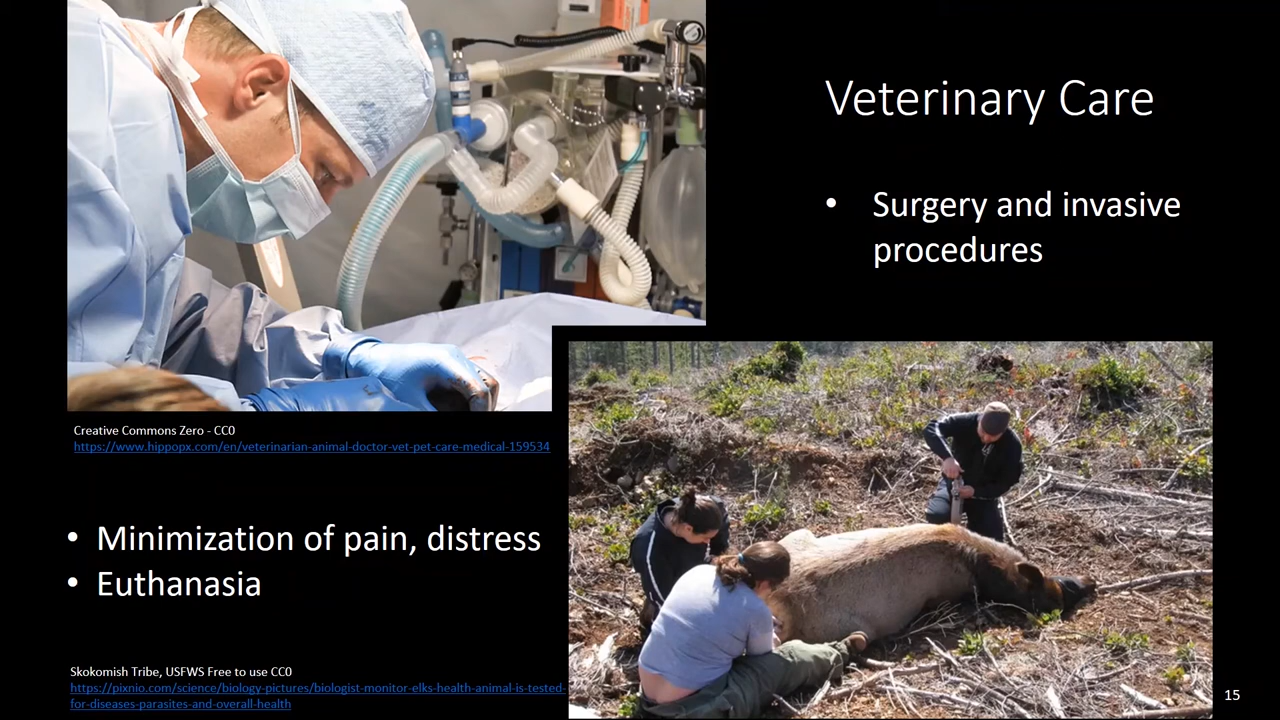 Veterinary Care
• Surgery and invasive
procedures
Creative Commons Zero - CC0
https://www.hippopx.com/en/veterinarian-animal-doctor-vet-pet-care-medical-159534
• Minimization of pain, distress
• Euthanasia
Skokomish Tribe, USFWS Free to use CC0
https://pixnio.com/science/biology-pictures/biologist-monitor-elks-health-animal-is-tested-
for-diseases-parasites-and-overall-health
15